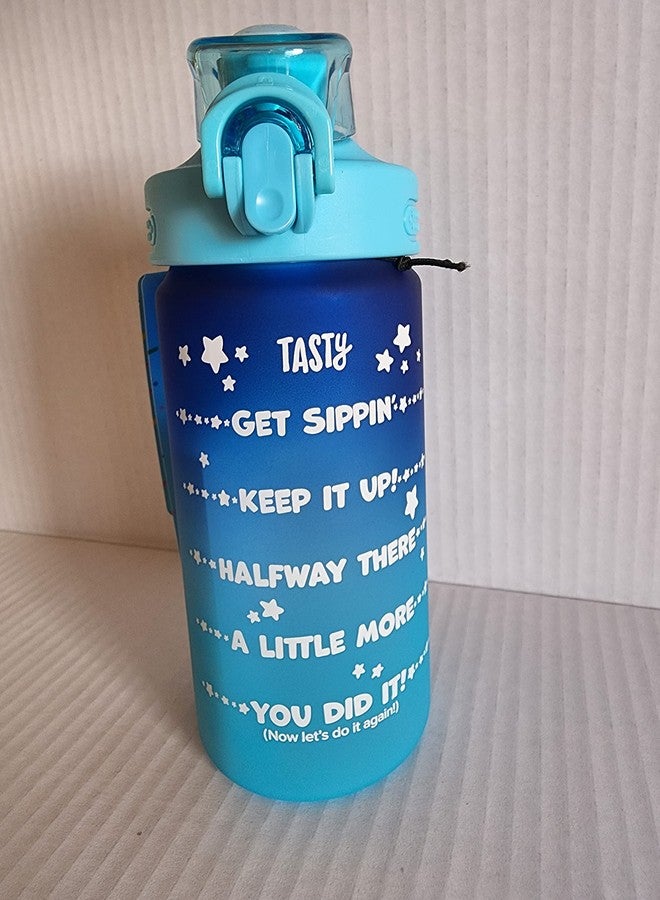 TASTY
GET SIPPIN'
KEEP IT UP!
HALFWAY THERE
A LITTLE MORE
YOU DID IT!
(Now let's do it again!)